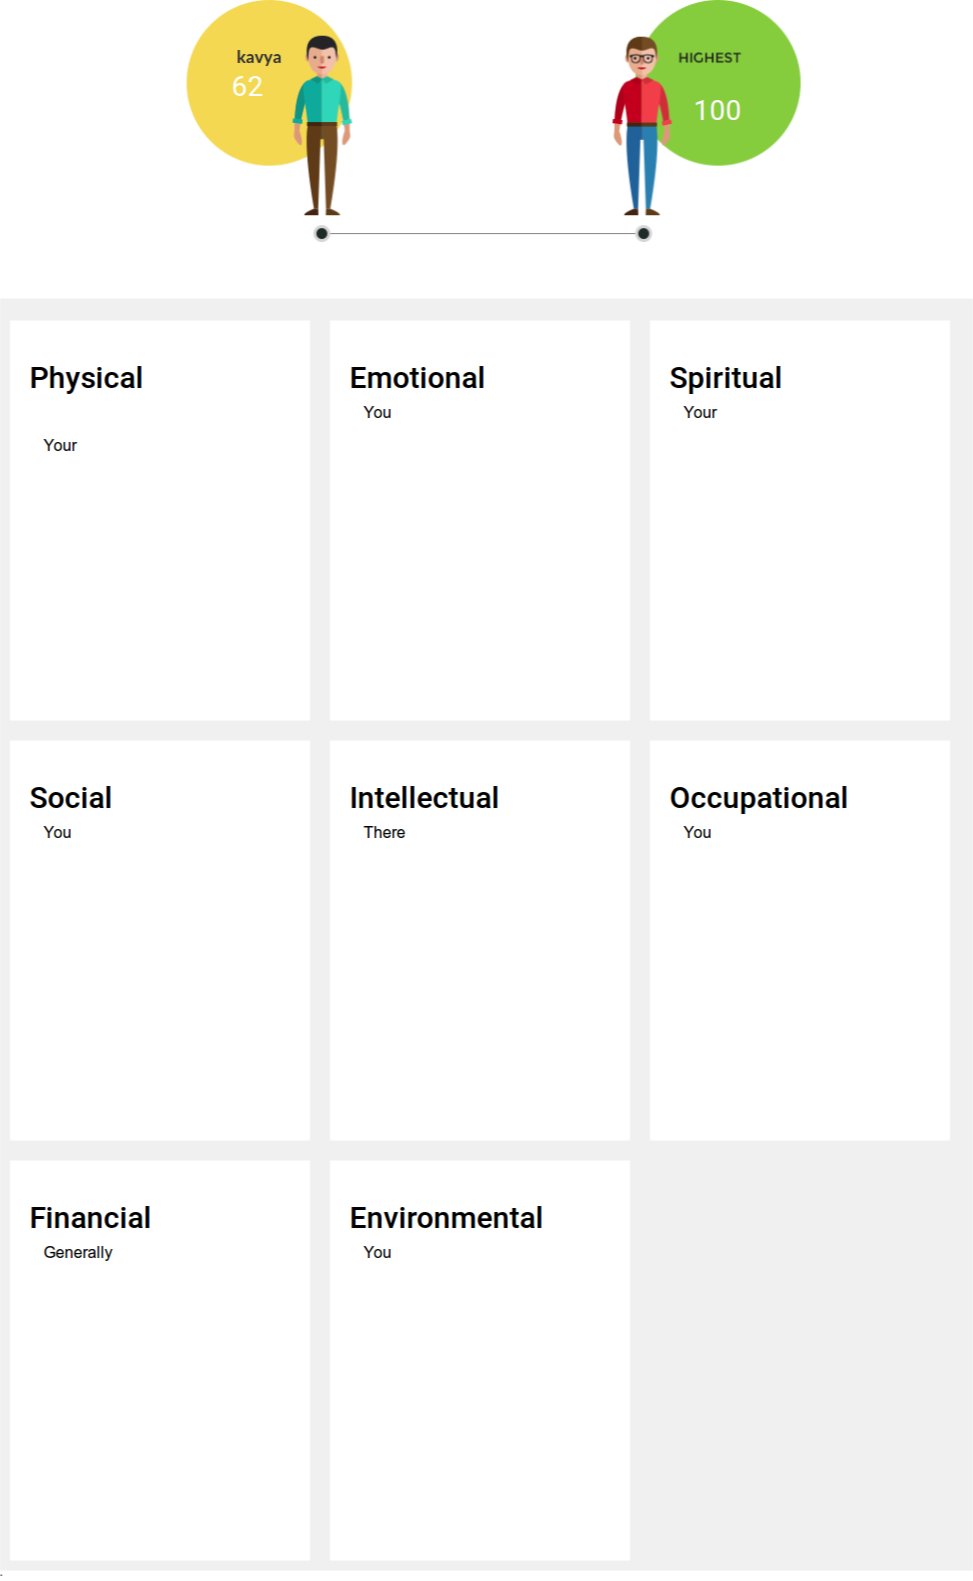 kavya
62
HIGHEST
100
Physical
Your
Emotional
You
Spiritual
Your
Social
You
Intellectual
There
Occupational
You
Financial
Generally
Environmental
You